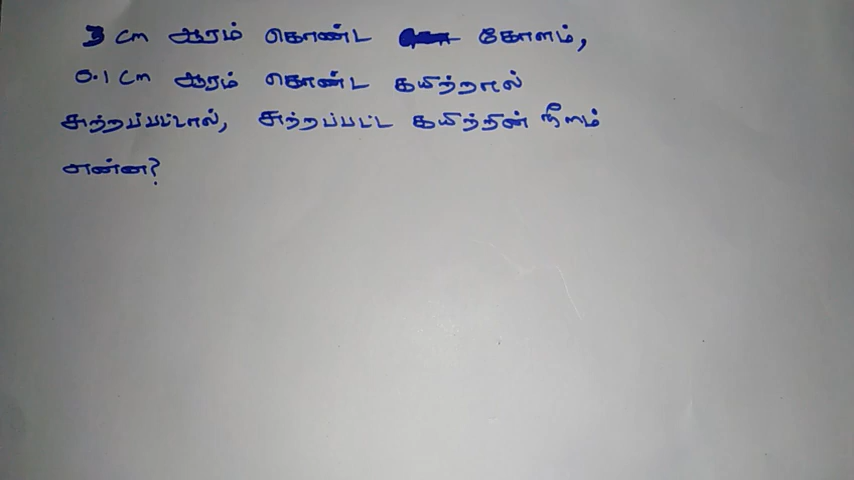 3 cm ஆரம் கொண்ட கோளம்,
0.1 cm ஆரம் கொண்ட கயிற்றால்
சுற்றப்பட்டால், சுற்றப்பட்ட கயிற்றின் நீளம்
என்ன?